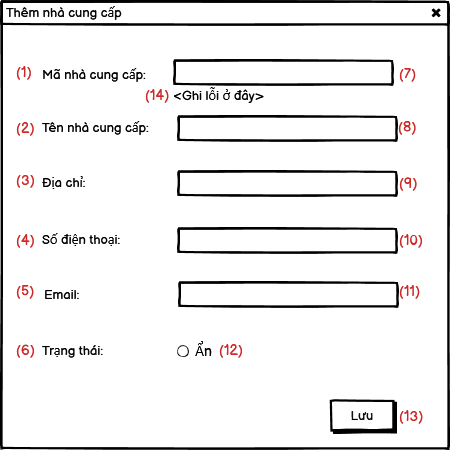 Thêm nhà cung cấp
(1) Mã nhà cung cấp: (7)
(14) <Ghi lỗi ở đây>
(2) Tên nhà cung cấp: (8)
(3) Địa chỉ: (9)
(4) Số điện thoại: (10)
(5) Email: (11)
(6) Trạng thái: Ẩn (12)
Lưu (13)